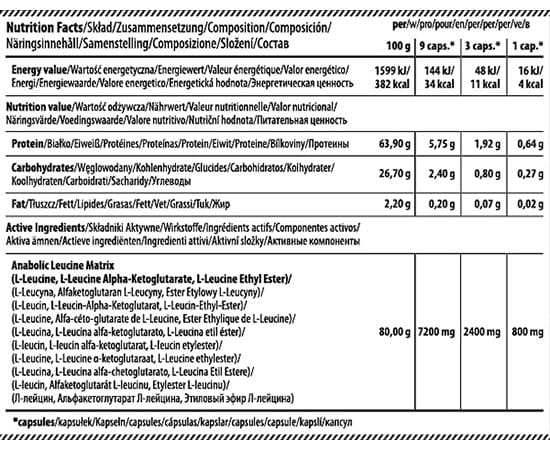 Nutrition Facts/Skład/Zusammensetzung/Composition/Composición/
Näringsinnehåll/Samenstelling/Composizione/Složení/Состав
per/w/pro/pour/en/per/per/per/ve/в
100 g 9 caps.* 3 caps.* 1 cap.*
Energy value/Wartość energetyczna/Energiewert/Valeur énergétique/Valor energético/
Energi/Energiewaarde/Valore energetico/Energetická hodnota/Энергетическая ценность
1599 kJ/ 144 kJ/ 48 kJ/ 16 kJ/
382 kcal 34 kcal 11 kcal 4 kcal
Nutrition value/Wartość odżywcza/Nährwert/Valeur nutritionnelle/Valor nutricional/
Näringsvärde/Voedingswaarde/Valore nutritivo/Nutriční hodnota/Питательная ценность
Protein/Białko/Eiweiß/Protéines/Proteínas/Protein/Eiwit/Proteine/Bílkoviny/Протеины 63,90 g 5,75 g 1,92 g 0,64 g
Carbohydrates/Węglowodany/Kohlenhydrate/Glucides/Carbohidratos/Kolhydrater/
Koolhydraten/Carboidrati/Sacharidy/Углеводы
26,70 g 2,40 g 0,80 g 0,27 g
Fat/Tłuszcz/Fett/Lipides/Grasas/Fett/Vet/Grassi/Tuk/Жир 2,20 g 0,20 g 0,07 g 0,02 g
Active Ingredients/Składniki Aktywne/Wirkstoffe/Ingrédients actifs/Componentes activos/
Aktiva ämnen/Actieve ingrediënten/Ingredienti attivi/Aktivní složky/Активные компоненты
Anabolic Leucine Matrix
(L-Leucine, L-Leucine Alpha-Ketoglutarate, L-Leucine Ethyl Ester)/
(L-Leucyna, Alfaketoglutaran L-Leucyny, Ester Etylowy L-Leucyny)/
(L-Leucin, L-Leucin-Alpha-Ketoglutarat, L-Leucin-Ethyl-Ester)/
(L-Leucine, Alfa-céto-glutarate de L-Leucine, Ester Ethylique de L-Leucine)/
(L-Leucina, L-Leucina alfa-ketoglutarato, L-Leucina etil éster)/
(L-leucin, L-leucin alfa-ketoglutarat, L-leucin etylester)/
(L-Leucine, L-Leucine α-ketoglutaraat, L-Leucine ethylester)/
(L-Leucina, L-Leucina alfa-chetoglutarato, L-Leucina Etil Estere)/
(L-leucin, Alfaketoglutarát L-leucinu, Etylester L-leucinu)/
(Л-лейцин, Альфакетоглутарат Л-Лейцина, Этиловый эфир Л-лейцина)
80,00 g 7200 mg 2400 mg 800 mg
*capsules/kapsułek/Kapseln/capsules/cápsulas/kapslar/capsules/capsule/kapslí/капсул